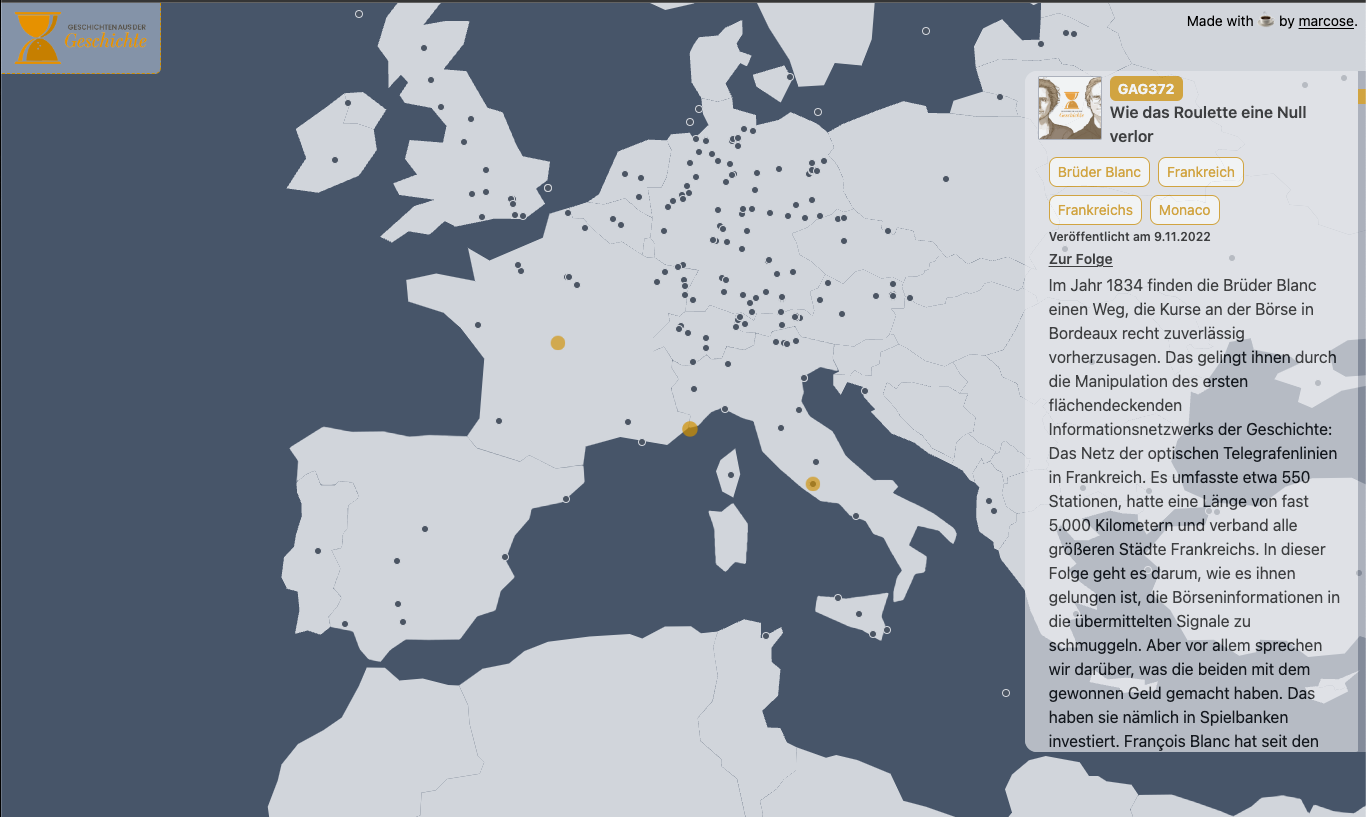 GESCHICHTEN AUS DER
Geschichte
Made with ☕ by marcose.
GAG372
Wie das Roulette eine Null
verlor
Brüder Blanc
Frankreich
Frankreichs
Monaco
Veröffentlicht am 9.11.2022
Zur Folge
Im Jahr 1834 finden die Brüder Blanc
einen Weg, die Kurse an der Börse in
Bordeaux recht zuverlässig
vorherzusagen. Das gelingt ihnen durch
die Manipulation des ersten
flächendeckenden
Informationsnetzwerks der Geschichte:
Das Netz der optischen Telegrafenlinien
in Frankreich. Es umfasste etwa 550
Stationen, hatte eine Länge von fast
5.000 Kilometern und verband alle
größeren Städte Frankreichs. In dieser
Folge geht es darum, wie es ihnen
gelungen ist, die Börseninformationen in
die übermittelten Signale zu
schmuggeln. Aber vor allem sprechen
wir darüber, was die beiden mit dem
gewonnen Geld gemacht haben. Das
haben sie nämlich in Spielbanken
investiert. François Blanc hat seit den